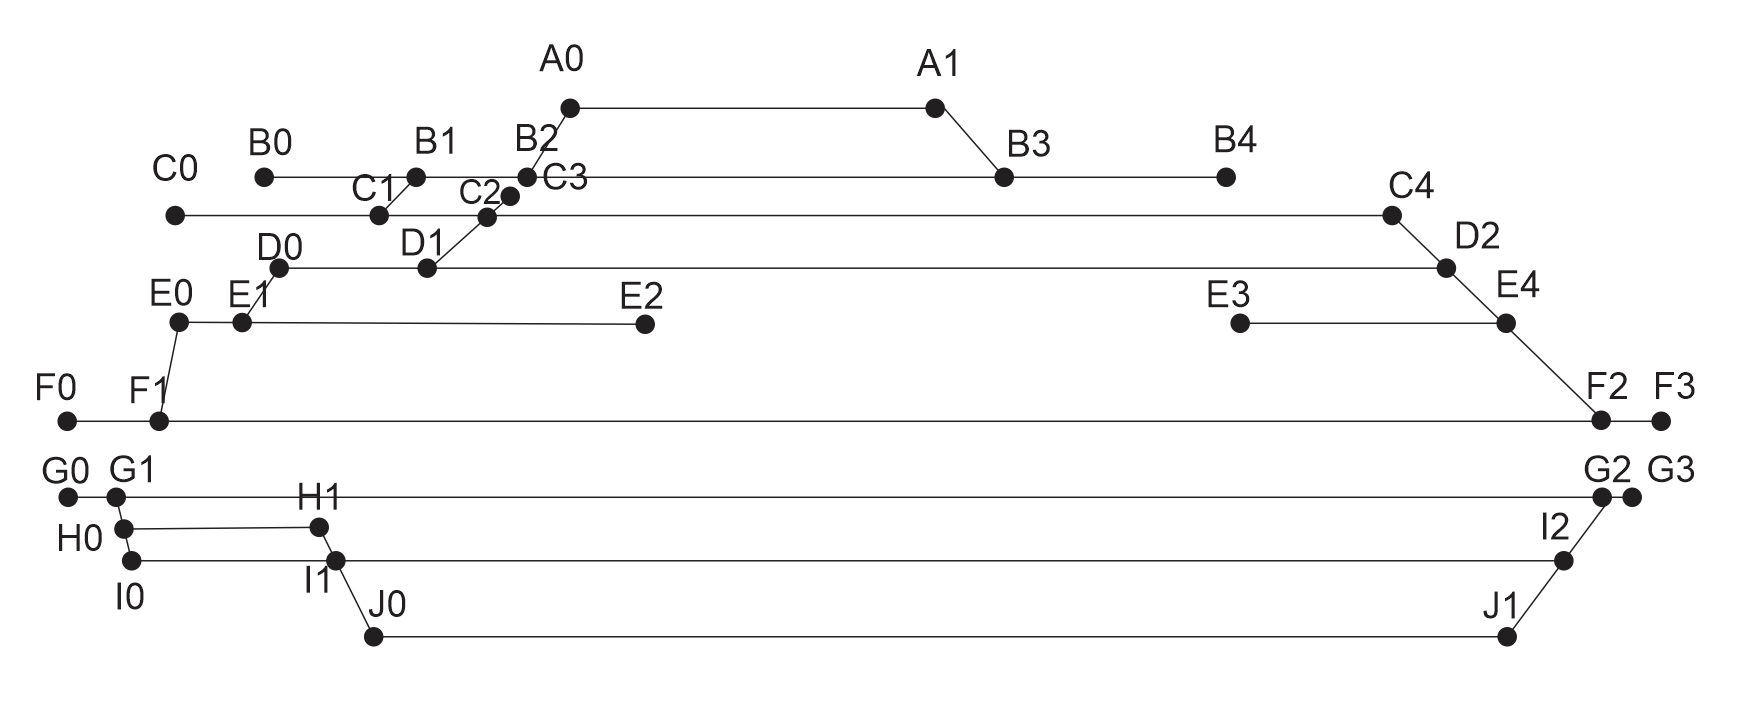 A0 A1
B0 B1 B2 B3 B4
C0 C1 C2 C3 C4
D0 D1 D2
E0 E1 E2 E3 E4
F0 F1 F2 F3
G0 G1 G2 G3
H0 H1
I0 I1 I2
J0 J1